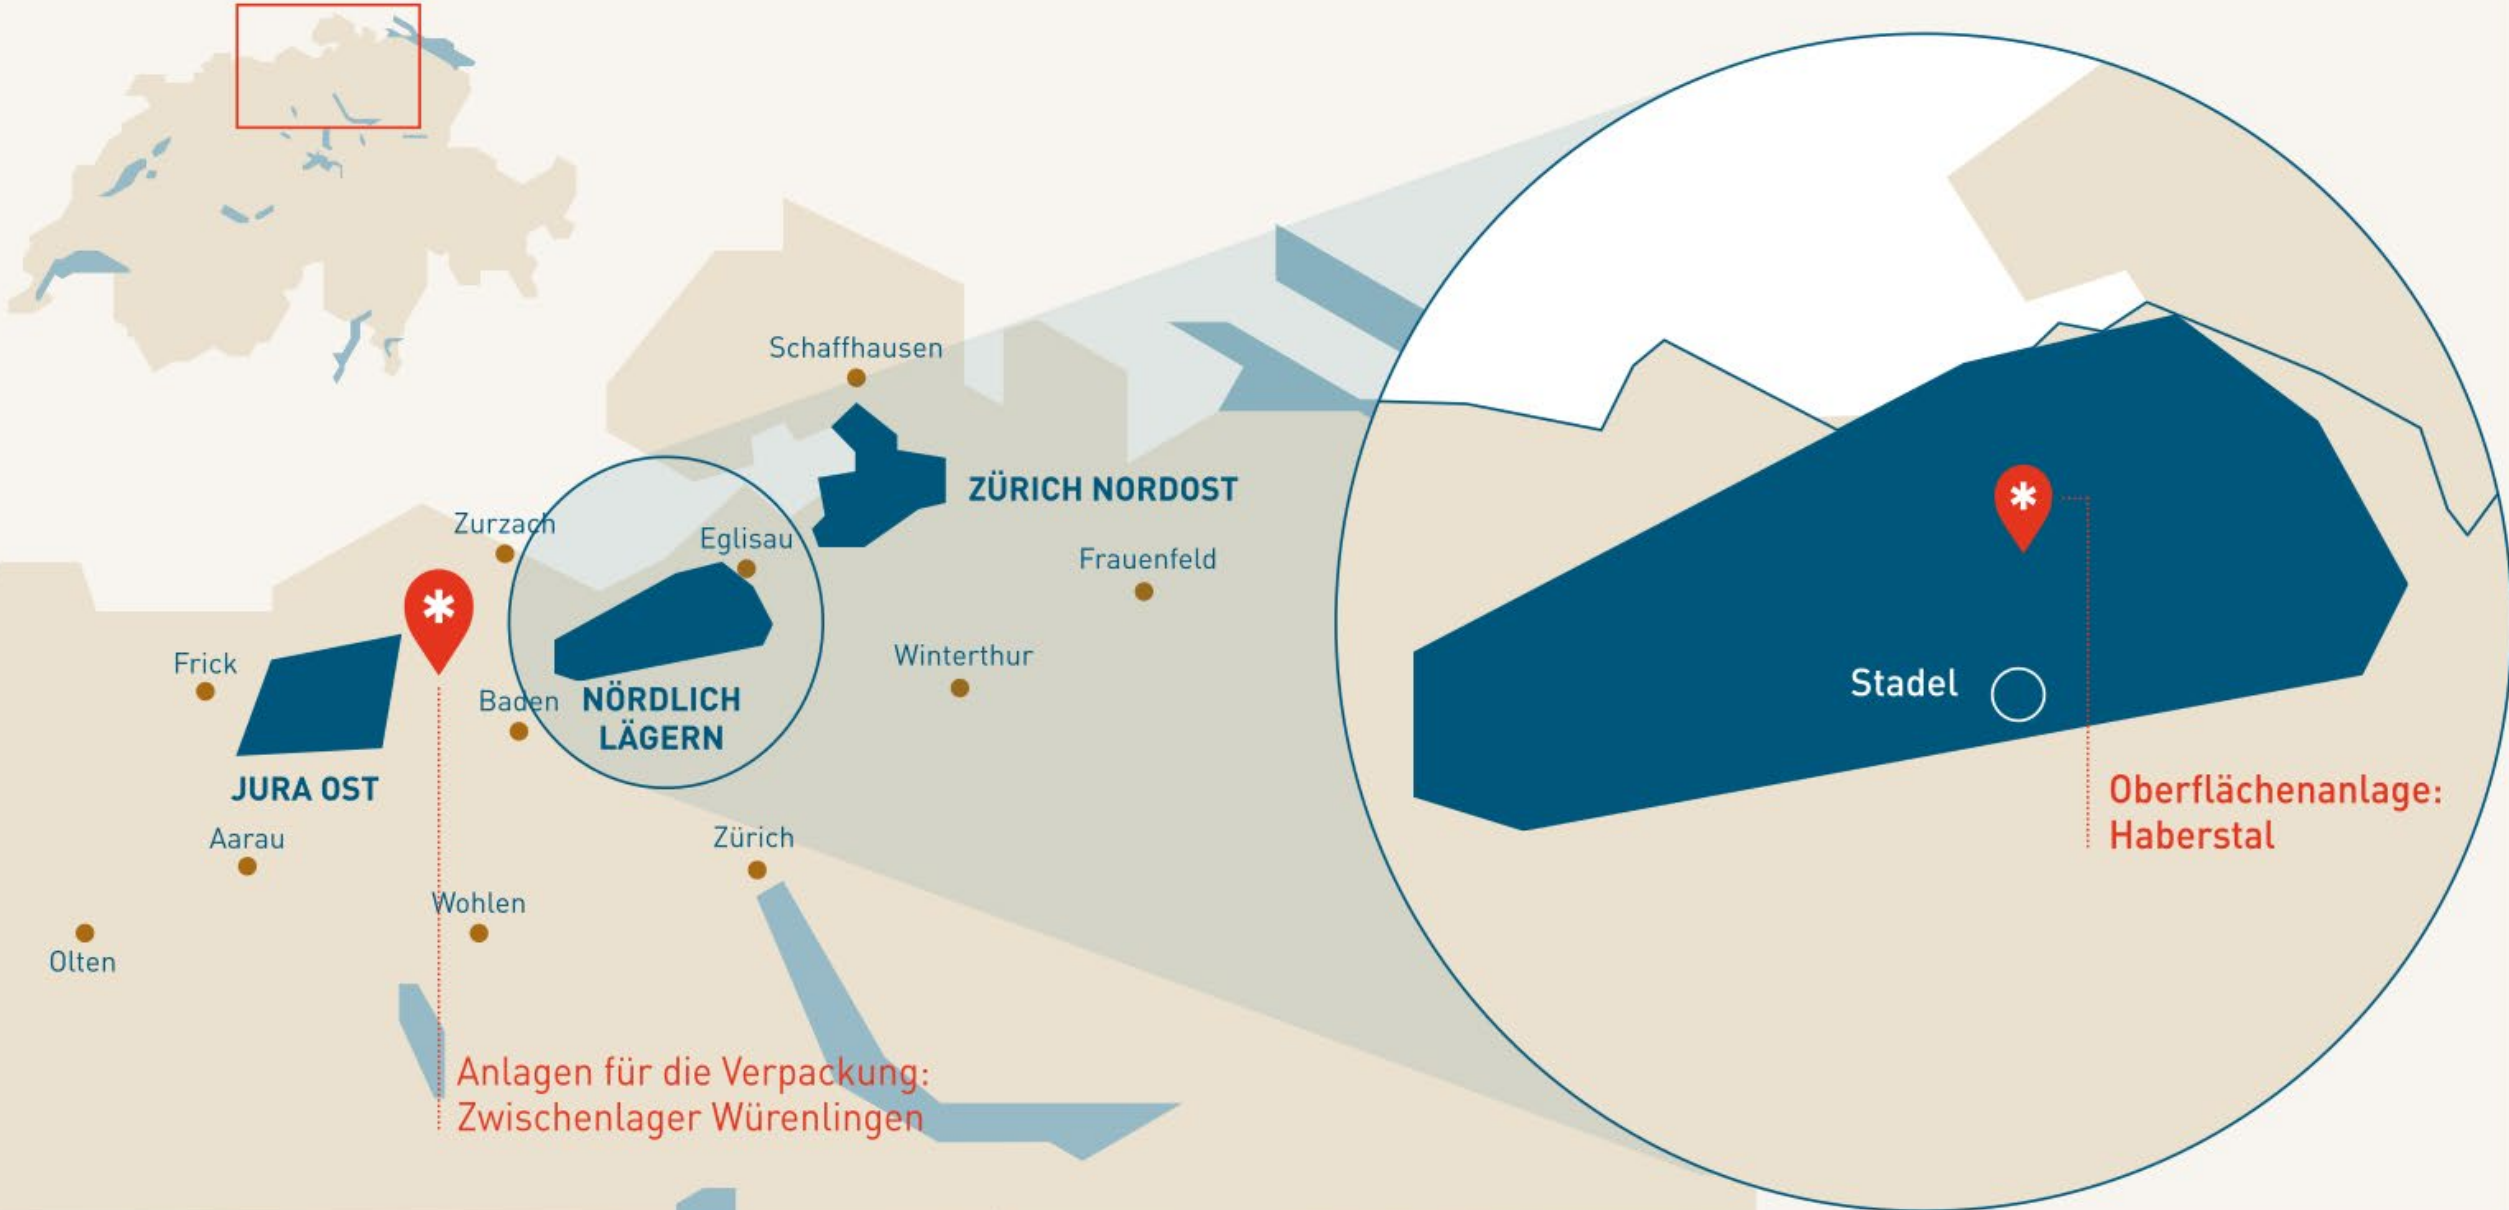 Schaffhausen
ZÜRICH NORDOST
Zurzach
Eglisau
Frauenfeld
Frick
Winterthur
Baden
NÖRDLICH
LÄGERN
JURA OST
Aarau
Zürich
Wohlen
Olten
Anlagen für die Verpackung:
Zwischenlager Würenlingen
Stadel
Oberflächenanlage:
Haberstal